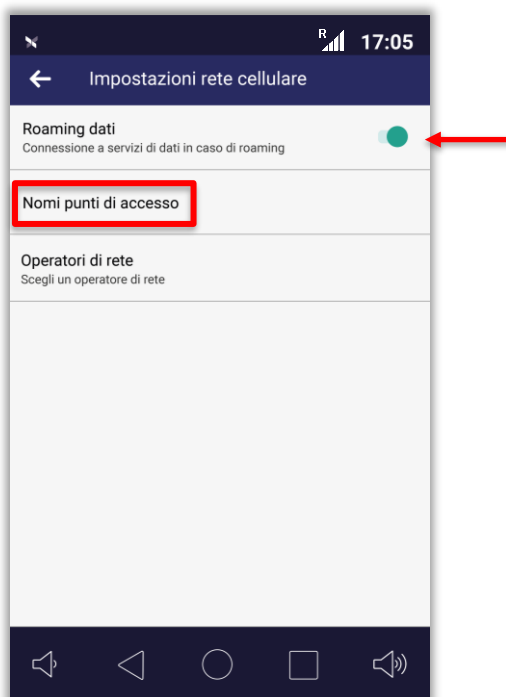 R 17:05
Impostazioni rete cellulare
Roaming dati
Connessione a servizi di dati in caso di roaming
Nomi punti di accesso
Operatori di rete
Scegli un operatore di rete